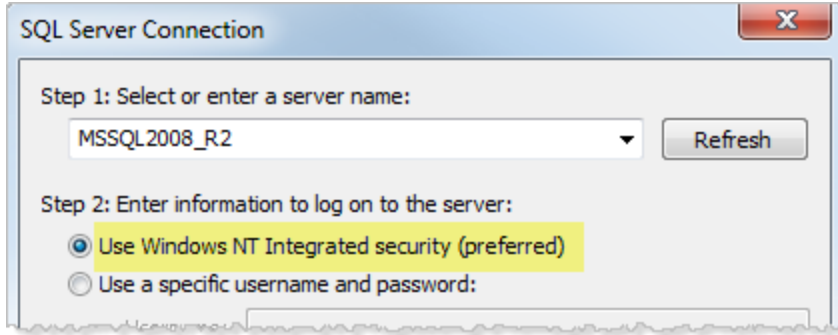 SQL Server Connection
Step 1: Select or enter a server name:
MSSQL2008_R2 Refresh
Step 2: Enter information to log on to the server:
Use Windows NT Integrated security (preferred)
Use a specific username and password: